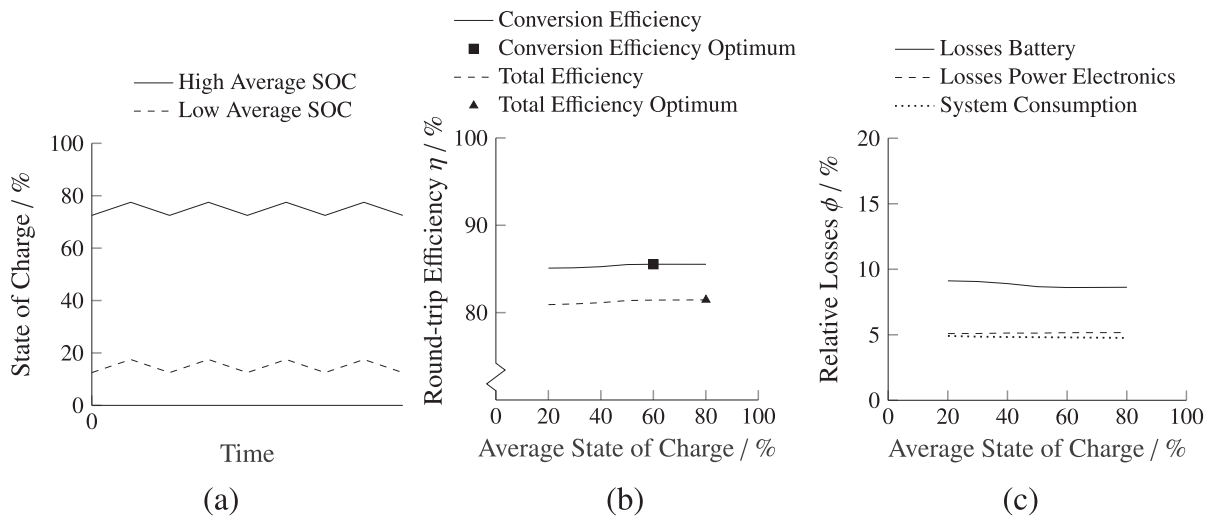 High Average SOC
Low Average SOC
100
80
60
40
20
0
0
State of Charge / %
Time
(a)
Conversion Efficiency
Conversion Efficiency Optimum
Total Efficiency
Total Efficiency Optimum
100
90
80
0 20 40 60 80 100
Round-trip Efficiency η / %
Average State of Charge / %
(b)
Losses Battery
Losses Power Electronics
System Consumption
20
15
10
5
0
0 20 40 60 80 100
Relative Losses ϕ / %
Average State of Charge / %
(c)